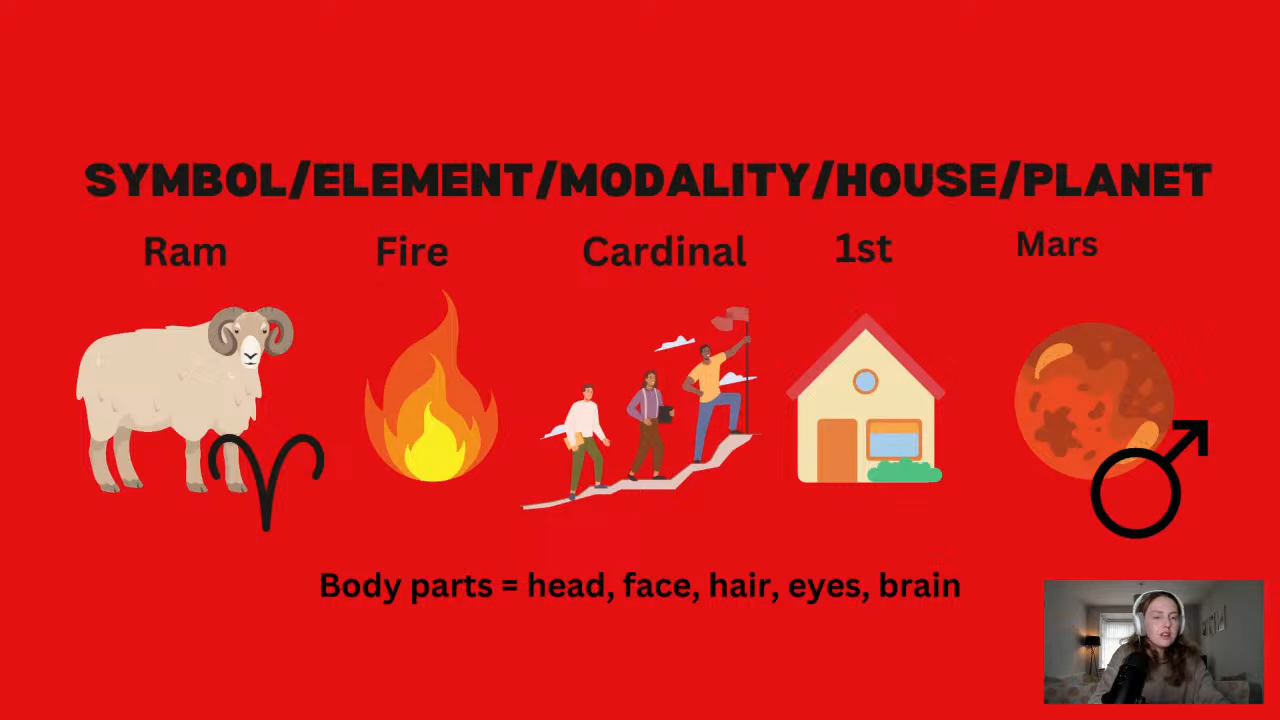 SYMBOL/ELEMENT/MODALITY/HOUSE/PLANET
Ram Fire Cardinal 1st Mars
Body parts = head, face, hair, eyes, brain